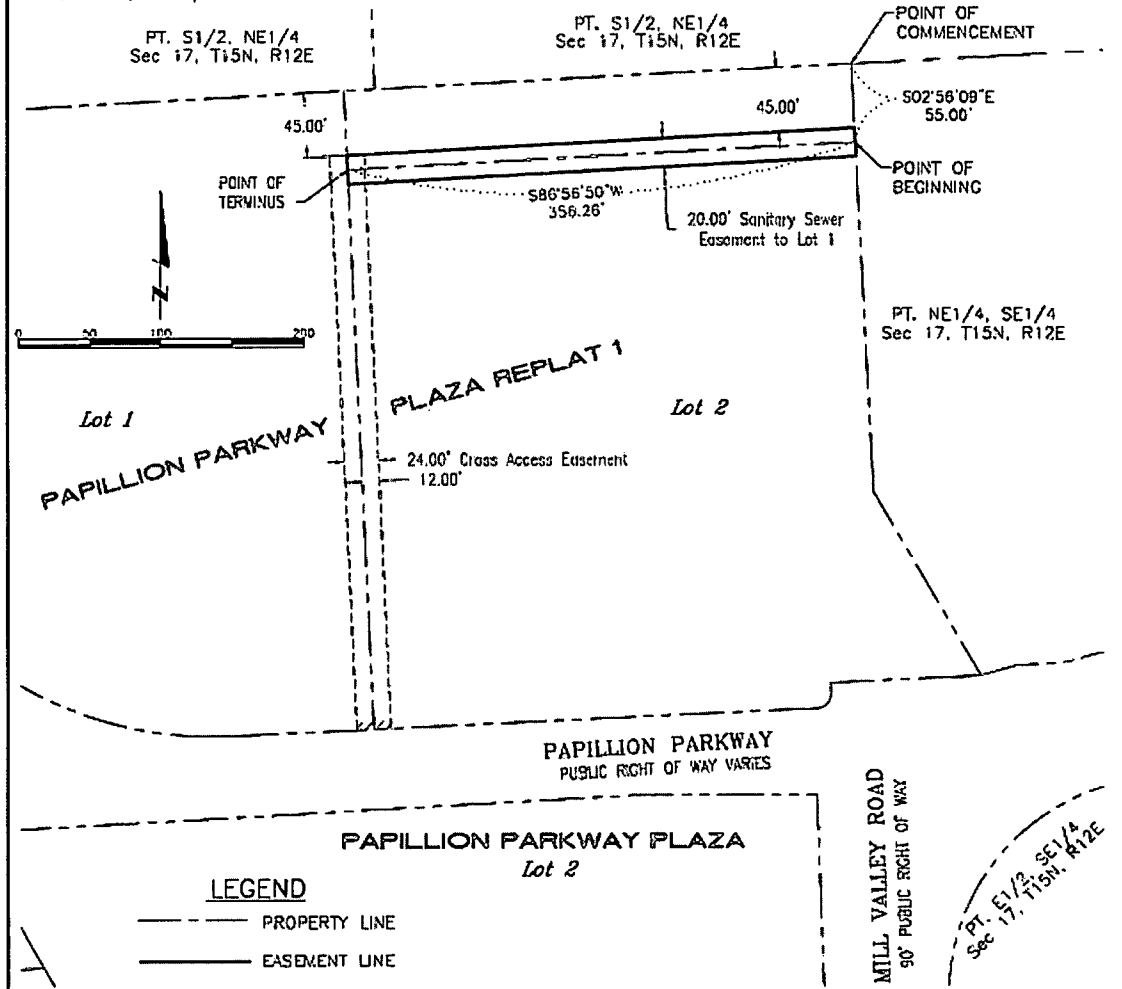 PT. S1/2, NE1/4
Sec 17, T15N, R12E
PT. S1/2, NE1/4
Sec 17, T15N, R12E
POINT OF
COMMENCEMENT
S02°56'09"E
55.00'
45.00'
45.00'
POINT OF
TERMINUS
POINT OF
BEGINNING
S86°56'50"W
356.26'
20.00' Sanitary Sewer
Easement to Lot 1
N
0 50 100 200
PT. NE1/4, SE1/4
Sec 17, T15N, R12E
Lot 1
PAPILLION PARKWAY PLAZA REPLAT 1
Lot 2
24.00' Cross Access Easement
12.00'
PAPILLION PARKWAY
PUBLIC RIGHT OF WAY VARIES
PAPILLION PARKWAY PLAZA
Lot 2
MILL VALLEY ROAD
90' PUBLIC RIGHT OF WAY
PT. E1/2, SE1/4
Sec 17, T15N, R12E
LEGEND
PROPERTY LINE
EASEMENT LINE